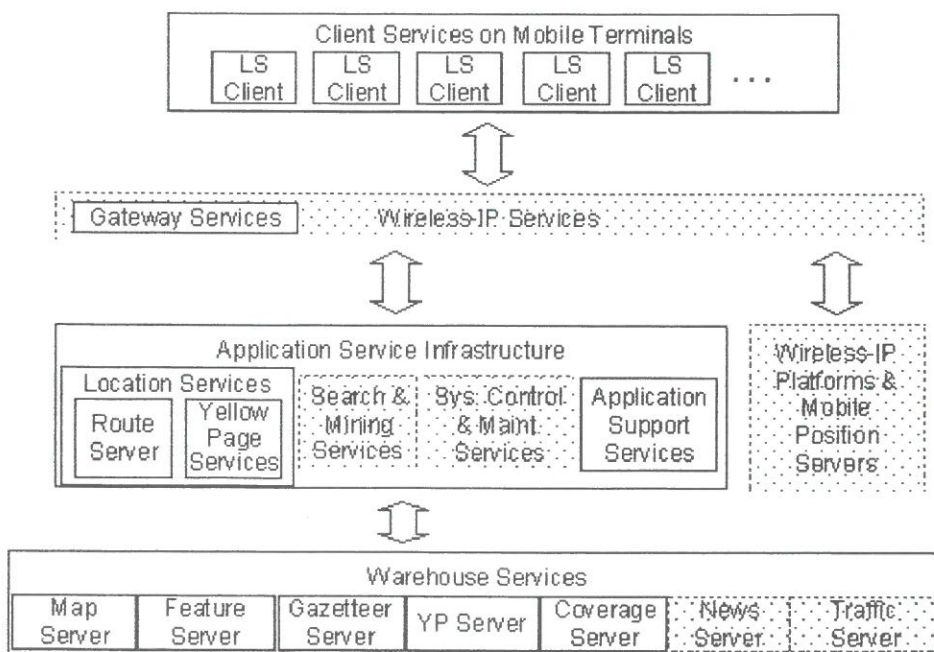 Client Services on Mobile Terminals
LS
Client
LS
Client
LS
Client
LS
Client
LS
Client
...
Gateway Services
Wireless-IP Services
Application Service Infrastructure
Location Services
Route
Server
Yellow
Page
Services
Search &
Mining
Services
Sys. Control
& Maint
Services
Application
Support
Services
Wireless-IP
Platforms &
Mobile
Position
Servers
Warehouse Services
Map
Server
Feature
Server
Gazetteer
Server
YP Server
Coverage
Server
News
Server
Traffic
Server